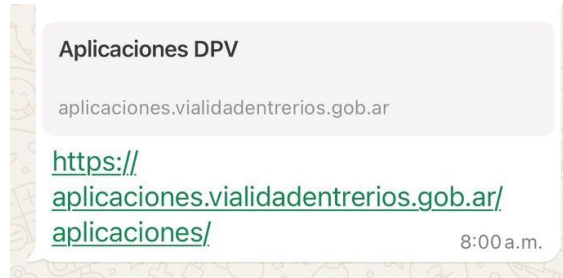 Aplicaciones DPV
aplicaciones.vialidadentrerios.gob.ar
https://
aplicaciones.vialidadentrerios.gob.ar/
aplicaciones/
8:00 a.m.